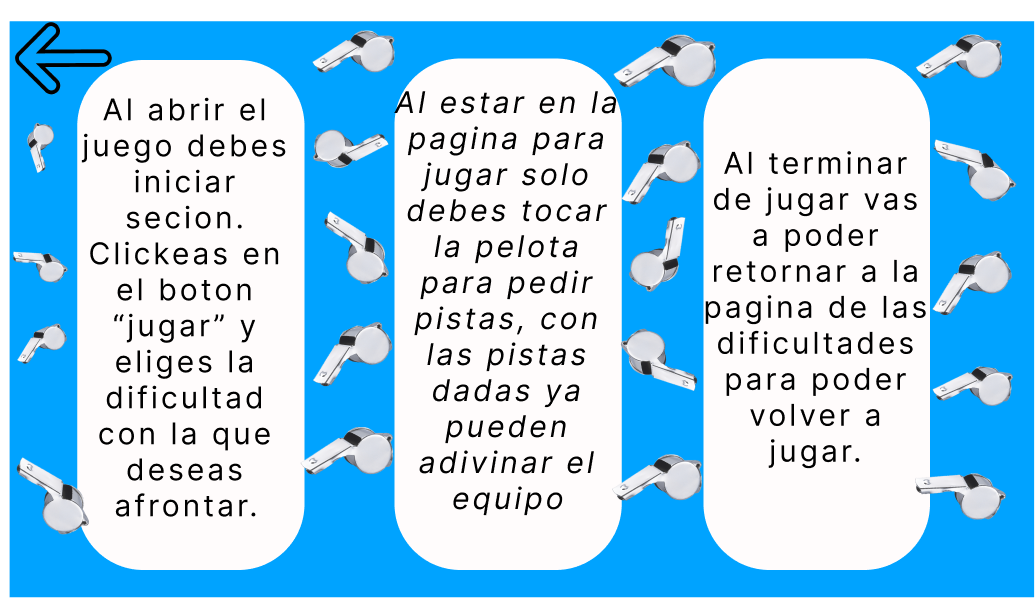 Al abrir el
juego debes
iniciar
secion.
Clickeas en
el boton
“jugar” y
eliges la
dificultad
con la que
deseas
afrontar.
Al estar en la
pagina para
jugar solo
debes tocar
la pelota
para pedir
pistas, con
las pistas
dadas ya
pueden
adivinar el
equipo
Al terminar
de jugar vas
a poder
retornar a la
pagina de las
dificultades
para poder
volver a
jugar.